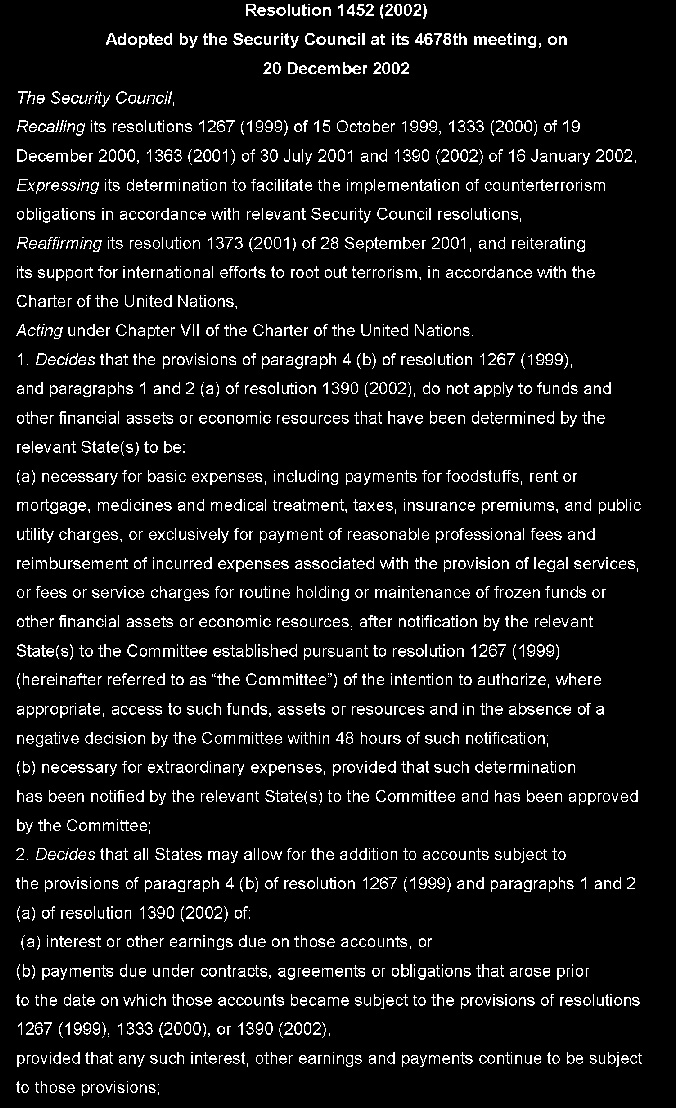 Resolution 1452 (2002)
Adopted by the Security Council at its 4678th meeting, on
20 December 2002
The Security Council,
Recalling its resolutions 1267 (1999) of 15 October 1999, 1333 (2000) of 19
December 2000, 1363 (2001) of 30 July 2001 and 1390 (2002) of 16 January 2002,
Expressing its determination to facilitate the implementation of counterterrorism
obligations in accordance with relevant Security Council resolutions,
Reaffirming its resolution 1373 (2001) of 28 September 2001, and reiterating
its support for international efforts to root out terrorism, in accordance with the
Charter of the United Nations,
Acting under Chapter VII of the Charter of the United Nations.
1. Decides that the provisions of paragraph 4 (b) of resolution 1267 (1999),
and paragraphs 1 and 2 (a) of resolution 1390 (2002), do not apply to funds and
other financial assets or economic resources that have been determined by the
relevant State(s) to be:
(a) necessary for basic expenses, including payments for foodstuffs, rent or
mortgage, medicines and medical treatment, taxes, insurance premiums, and public
utility charges, or exclusively for payment of reasonable professional fees and
reimbursement of incurred expenses associated with the provision of legal services,
or fees or service charges for routine holding or maintenance of frozen funds or
other financial assets or economic resources, after notification by the relevant
State(s) to the Committee established pursuant to resolution 1267 (1999)
(hereinafter referred to as “the Committee”) of the intention to authorize, where
appropriate, access to such funds, assets or resources and in the absence of a
negative decision by the Committee within 48 hours of such notification;
(b) necessary for extraordinary expenses, provided that such determination
has been notified by the relevant State(s) to the Committee and has been approved
by the Committee;
2. Decides that all States may allow for the addition to accounts subject to
the provisions of paragraph 4 (b) of resolution 1267 (1999) and paragraphs 1 and 2
(a) of resolution 1390 (2002) of:
(a) interest or other earnings due on those accounts, or
(b) payments due under contracts, agreements or obligations that arose prior
to the date on which those accounts became subject to the provisions of resolutions
1267 (1999), 1333 (2000), or 1390 (2002),
provided that any such interest, other earnings and payments continue to be subject
to those provisions;